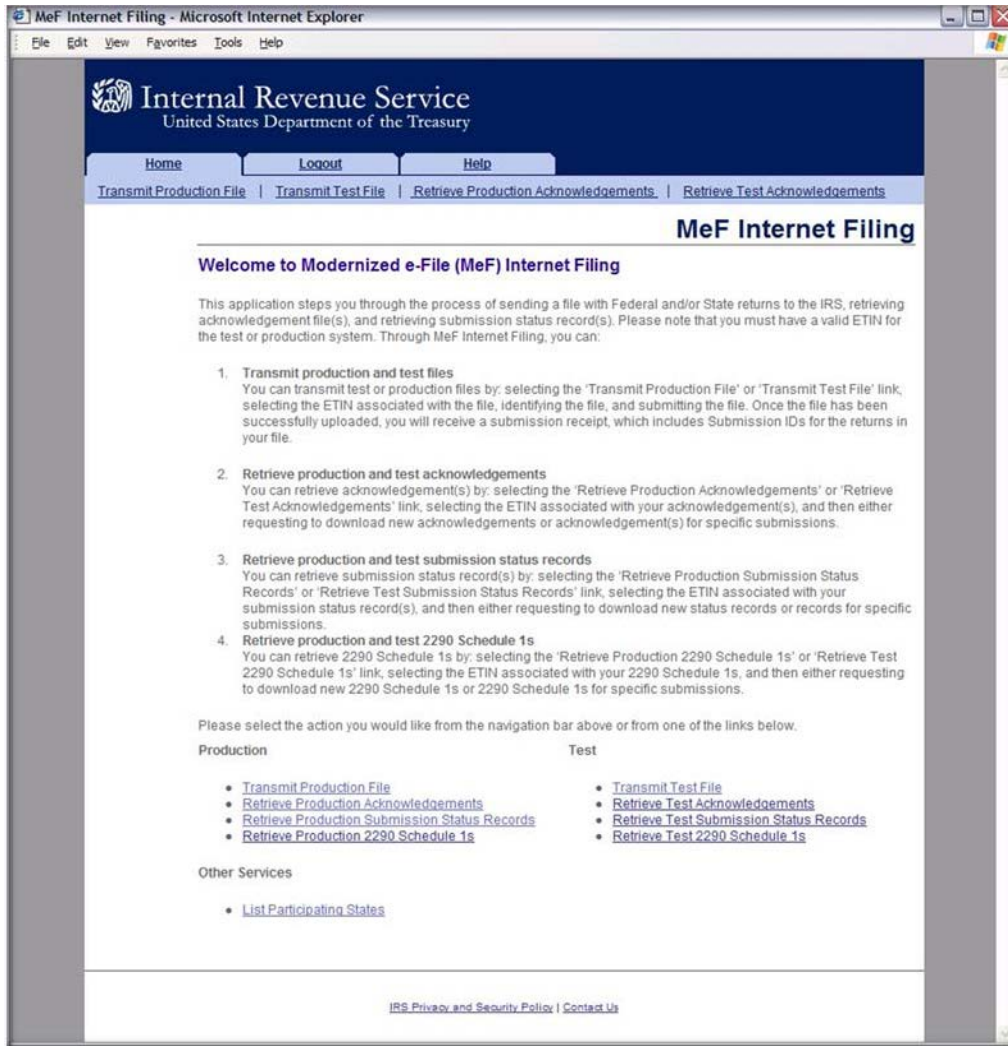 MeF Internet Filing - Microsoft Internet Explorer
File Edit View Favorites Tools Help
Internal Revenue Service
United States Department of the Treasury
Home Logout Help
Transmit Production File | Transmit Test File | Retrieve Production Acknowledgements | Retrieve Test Acknowledgements
MeF Internet Filing
Welcome to Modernized e-File (MeF) Internet Filing
This application steps you through the process of sending a file with Federal and/or State returns to the IRS, retrieving
acknowledgement file(s), and retrieving submission status record(s). Please note that you must have a valid ETIN for
the test or production system. Through MeF Internet Filing, you can:
1. Transmit production and test files
You can transmit test or production files by: selecting the 'Transmit Production File' or 'Transmit Test File' link,
selecting the ETIN associated with the file, identifying the file, and submitting the file. Once the file has been
successfully uploaded, you will receive a submission receipt, which includes Submission IDs for the returns in
your file.
2. Retrieve production and test acknowledgements
You can retrieve acknowledgement(s) by: selecting the 'Retrieve Production Acknowledgements' or 'Retrieve
Test Acknowledgements' link, selecting the ETIN associated with your acknowledgement(s), and then either
requesting to download new acknowledgements or acknowledgement(s) for specific submissions.
3. Retrieve production and test submission status records
You can retrieve submission status record(s) by: selecting the 'Retrieve Production Submission Status
Records' or 'Retrieve Test Submission Status Records' link, selecting the ETIN associated with your
submission status record(s), and then either requesting to download new status records or records for specific
submissions.
4. Retrieve production and test 2290 Schedule 1s
You can retrieve 2290 Schedule 1s by: selecting the 'Retrieve Production 2290 Schedule 1s' or 'Retrieve Test
2290 Schedule 1s' link, selecting the ETIN associated with your 2290 Schedule 1s, and then either requesting
to download new 2290 Schedule 1s or 2290 Schedule 1s for specific submissions.
Please select the action you would like from the navigation bar above or from one of the links below.
Production
• Transmit Production File
• Retrieve Production Acknowledgements
• Retrieve Production Submission Status Records
• Retrieve Production 2290 Schedule 1s
Test
• Transmit Test File
• Retrieve Test Acknowledgements
• Retrieve Test Submission Status Records
• Retrieve Test 2290 Schedule 1s
Other Services
• List Participating States
IRS Privacy and Security Policy | Contact Us